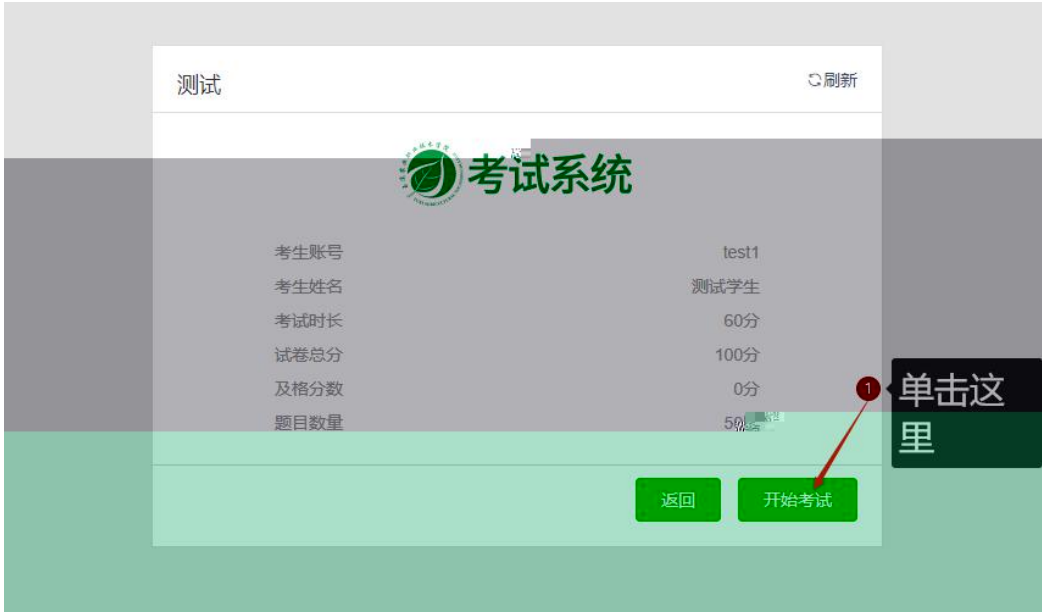 测试
刷新
考试系统
考生账号 test1
考生姓名 测试学生
考试时长 60分
试卷总分 100分
及格分数 0分
题目数量
1
单击这
里
返回
开始考试